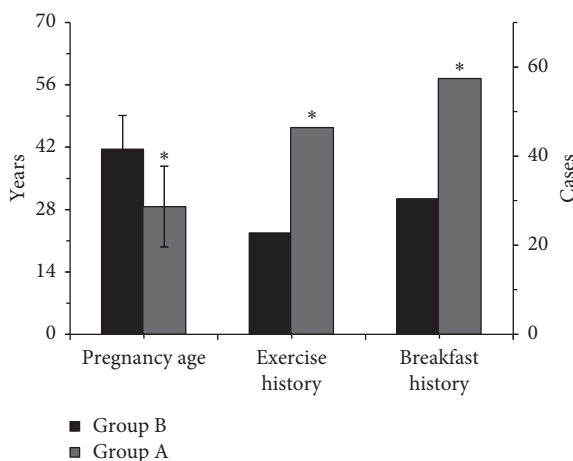 70
56
42
28
14
0
Years
60
40
20
0
Cases
*
*
*
Pregnancy age
Exercise
history
Breakfast
history
Group B
Group A